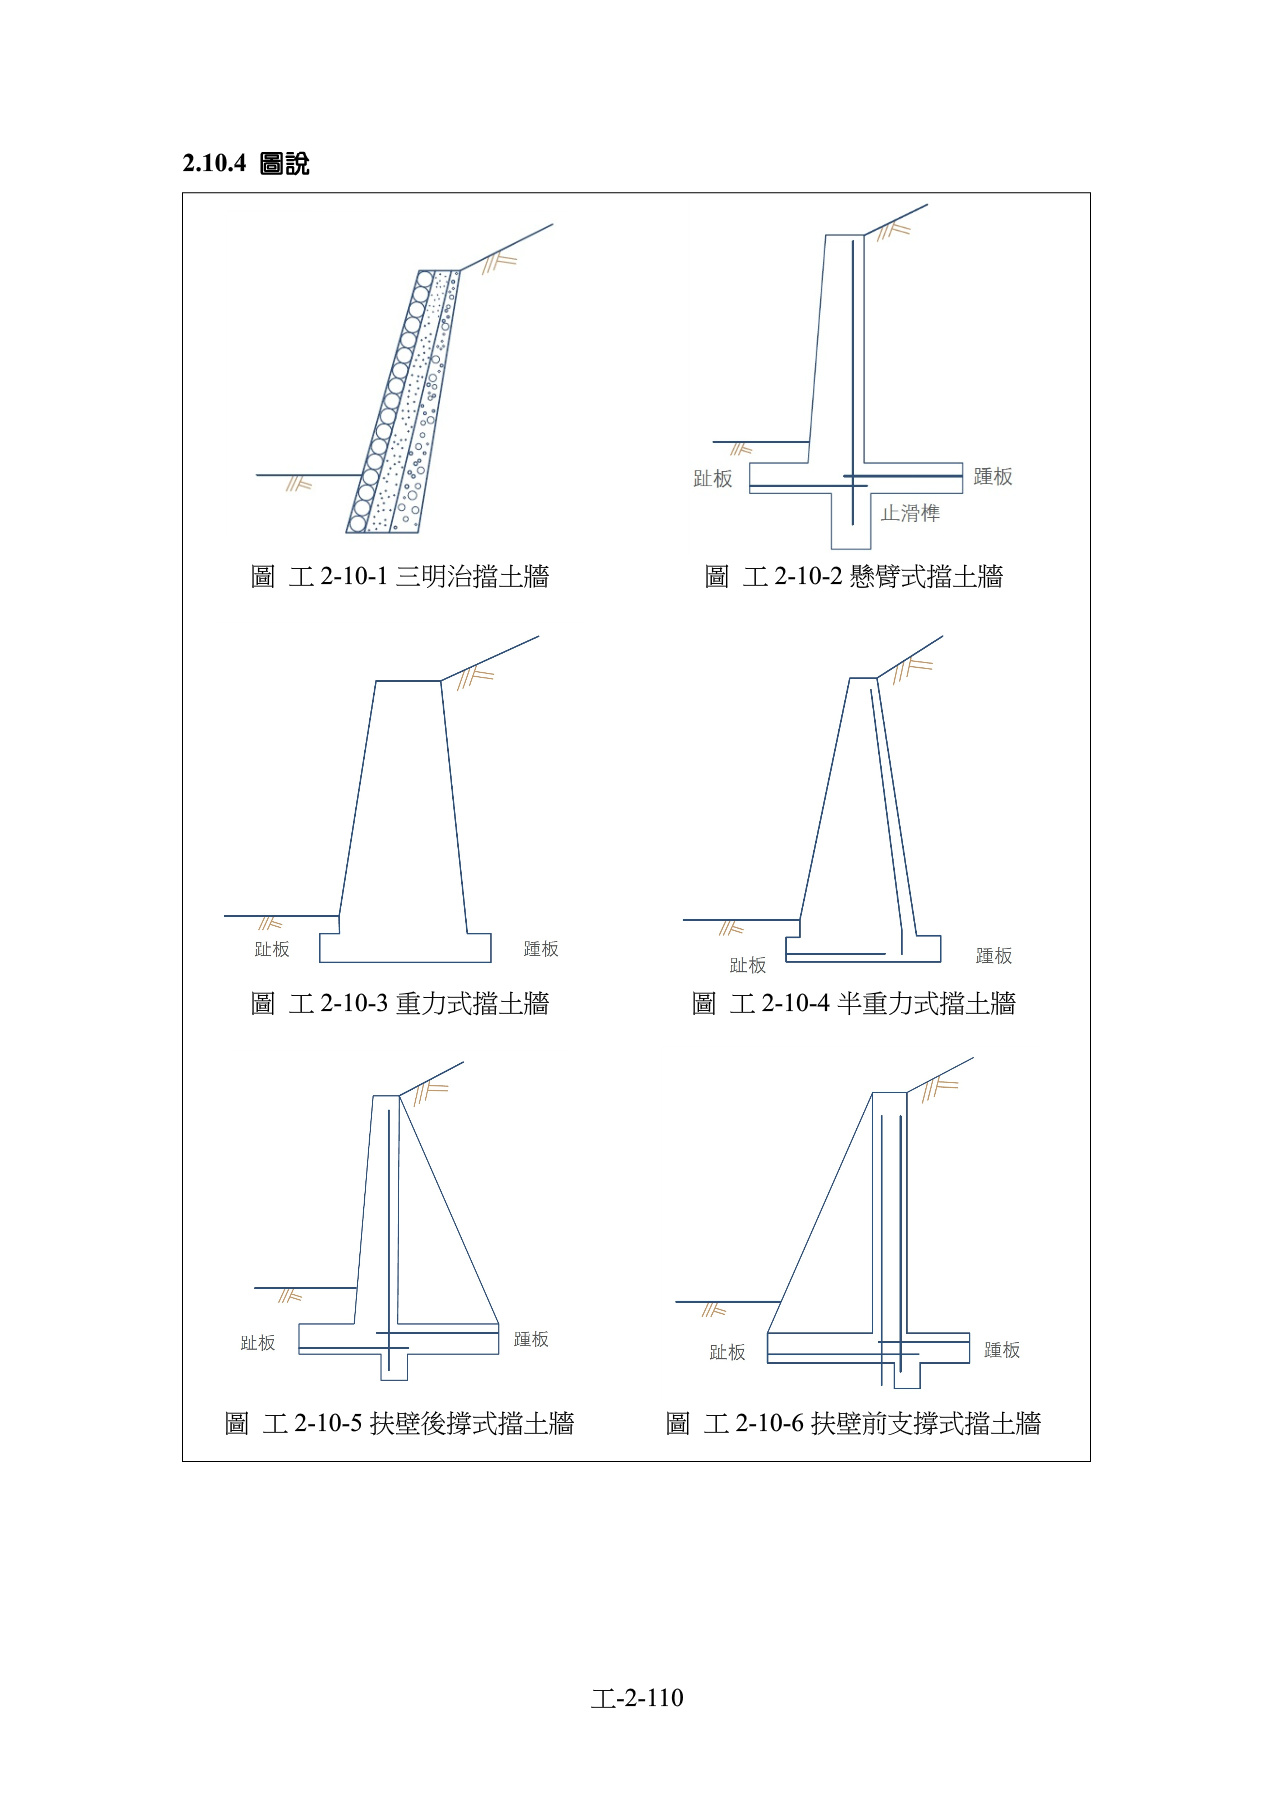 2.10.4 圖說
趾板
踵板
止滑榫
圖 工 2-10-1 三明治擋土牆
圖 工 2-10-2 懸臂式擋土牆
趾板
踵板
趾板
踵板
圖 工 2-10-3 重力式擋土牆
圖 工 2-10-4 半重力式擋土牆
趾板
踵板
趾板
踵板
圖 工 2-10-5 扶壁後撐式擋土牆
圖 工 2-10-6 扶壁前支撐式擋土牆
工-2-110